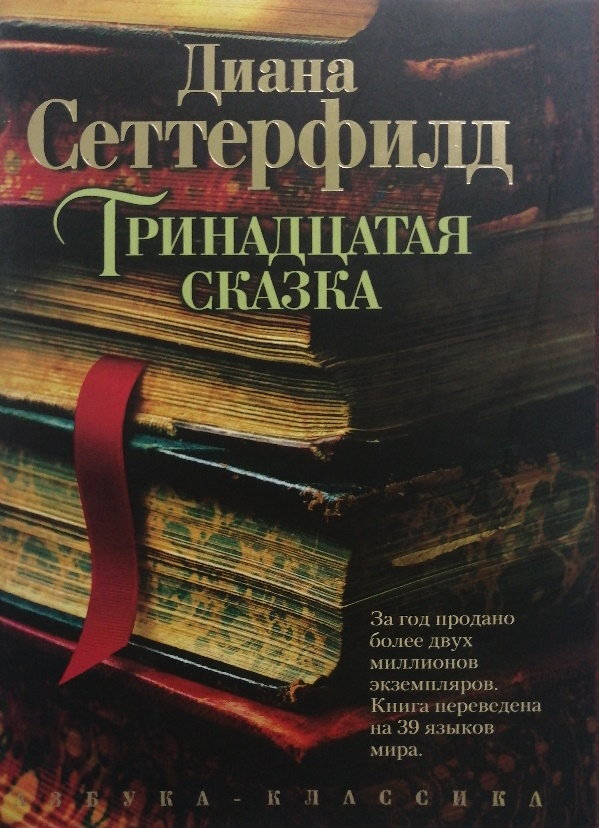 Диана
Сеттерфилд
Тринадцатая
сказка
За год продано
более двух
миллионов
экземпляров.
Книга переведена
на 39 языков
мира.
АЗБУКА-КЛАССИКА